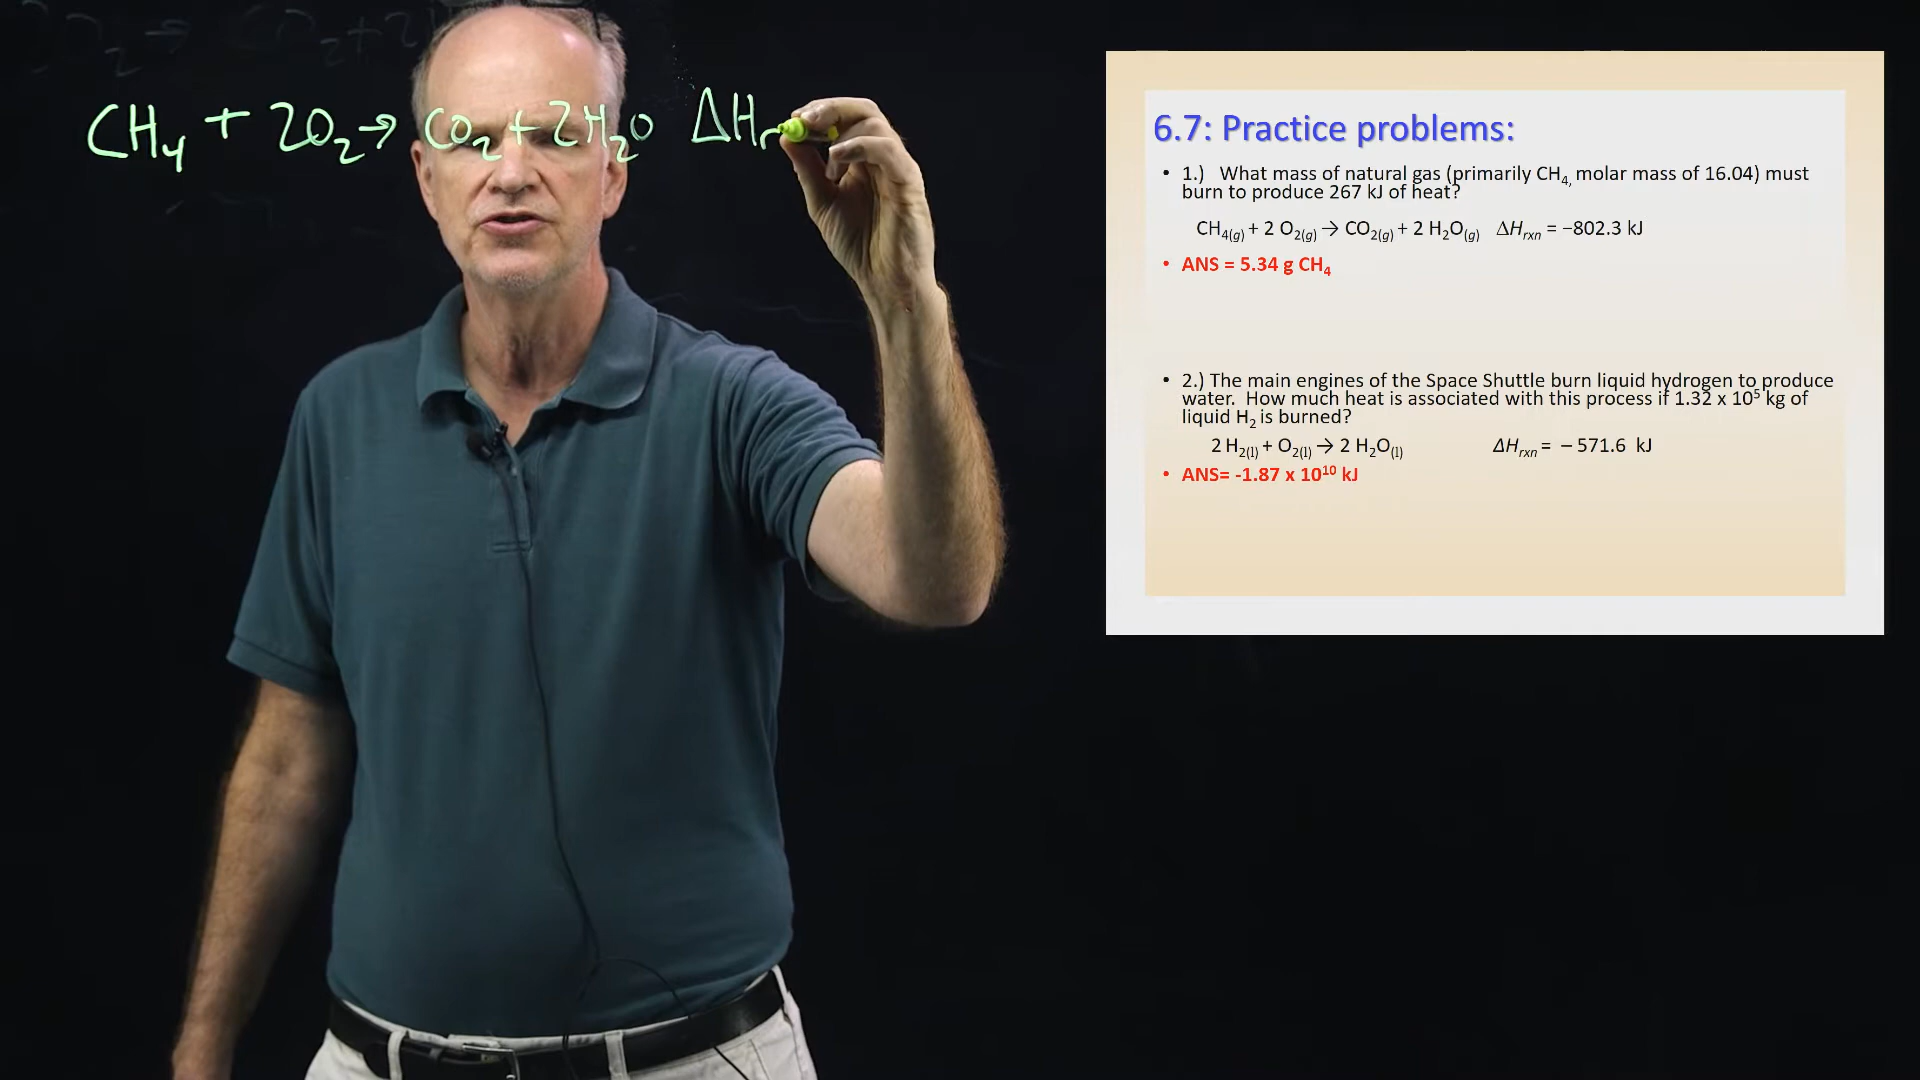 CH₄ + 2O₂ → CO₂ + 2H₂O ΔHr
6.7: Practice problems:
• 1.) What mass of natural gas (primarily CH₄, molar mass of 16.04) must
burn to produce 267 kJ of heat?
CH₄(g) + 2 O₂(g) → CO₂(g) + 2 H₂O(g) ΔHrxn = −802.3 kJ
• ANS = 5.34 g CH₄
• 2.) The main engines of the Space Shuttle burn liquid hydrogen to produce
water. How much heat is associated with this process if 1.32 x 10⁵ kg of
liquid H₂ is burned?
2 H₂(l) + O₂(l) → 2 H₂O(l) ΔHrxn = − 571.6 kJ
• ANS= -1.87 x 10¹⁰ kJ